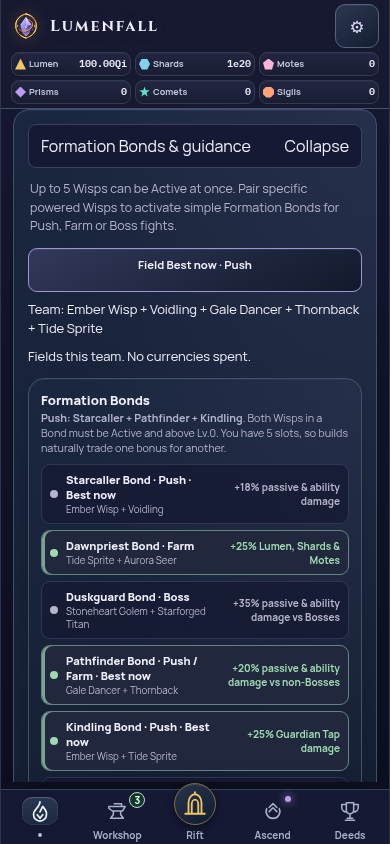 LUMENFALL
Lumen 100.00Qi
Shards 1e20
Motes 0
Prisms 0
Comets 0
Sigils 0
Formation Bonds & guidance Collapse
Up to 5 Wisps can be Active at once. Pair specific
powered Wisps to activate simple Formation Bonds for
Push, Farm or Boss fights.
Field Best now · Push
Team: Ember Wisp + Voidling + Gale Dancer + Thornback
+ Tide Sprite
Fields this team. No currencies spent.
Formation Bonds
Push: Starcaller + Pathfinder + Kindling. Both Wisps in a
Bond must be Active and above Lv.0. You have 5 slots, so builds
naturally trade one bonus for another.
Starcaller Bond · Push ·
Best now
Ember Wisp + Voidling
+18% passive & ability
damage
Dawnpriest Bond · Farm
Tide Sprite + Aurora Seer
+25% Lumen, Shards &
Motes
Duskguard Bond · Boss
Stoneheart Golem + Starforged
Titan
+35% passive & ability
damage vs Bosses
Pathfinder Bond · Push /
Farm · Best now
Gale Dancer + Thornback
+20% passive & ability
damage vs non-Bosses
Kindling Bond · Push · Best
now
Ember Wisp + Tide Sprite
+25% Guardian Tap
damage
3
Workshop
Rift
Ascend
Deeds